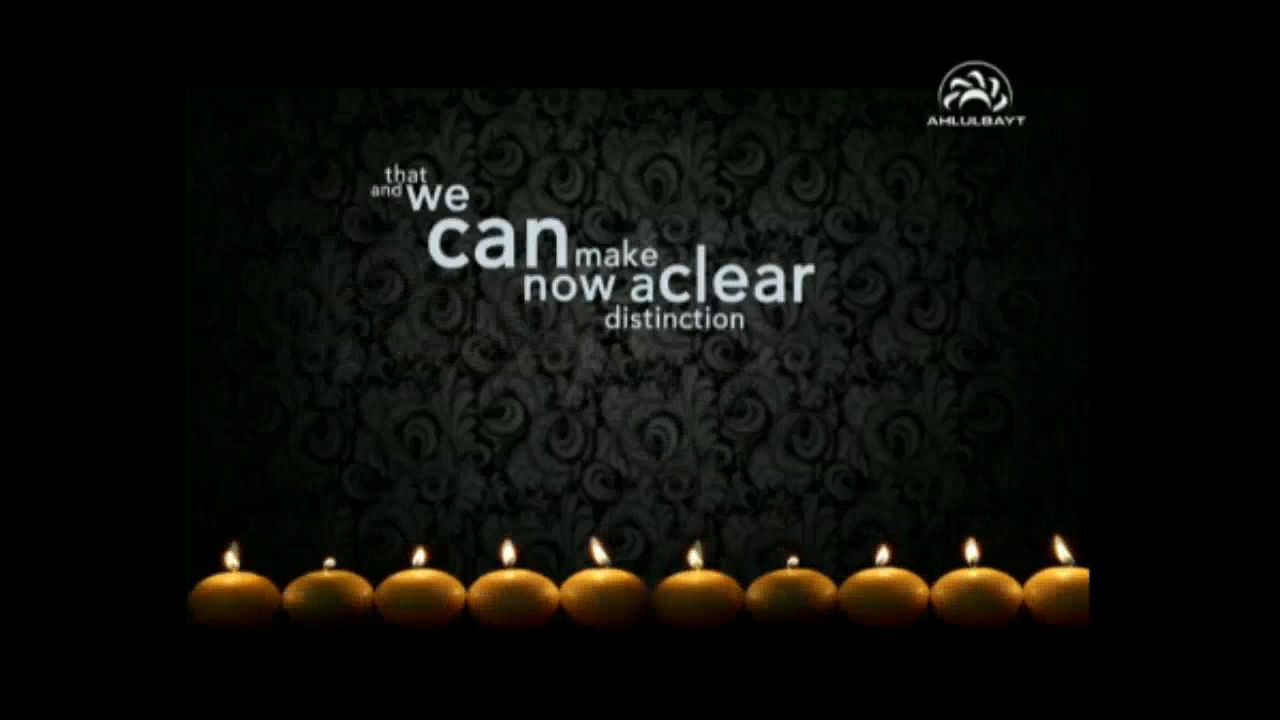 AHLULBAYT
that
and we
can make
now a clear
distinction